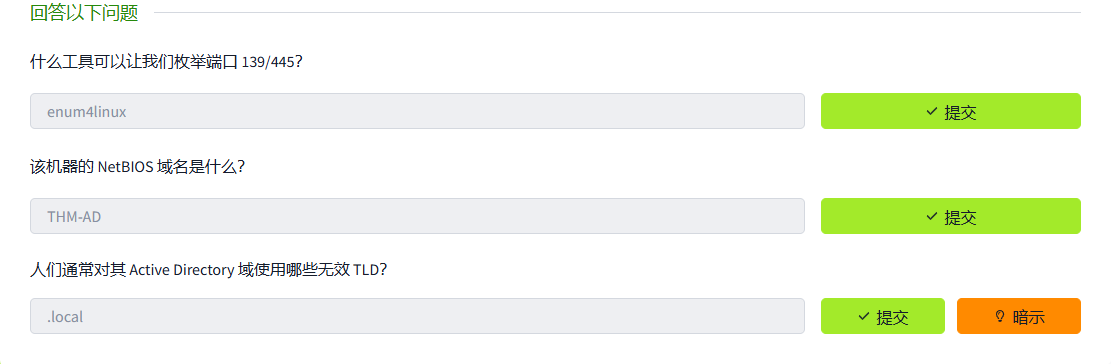 回答以下问题
什么工具可以让我们枚举端口 139/445？
enum4linux
提交
该机器的 NetBIOS 域名是什么？
THM-AD
提交
人们通常对其 Active Directory 域使用哪些无效 TLD？
.local
提交
暗示